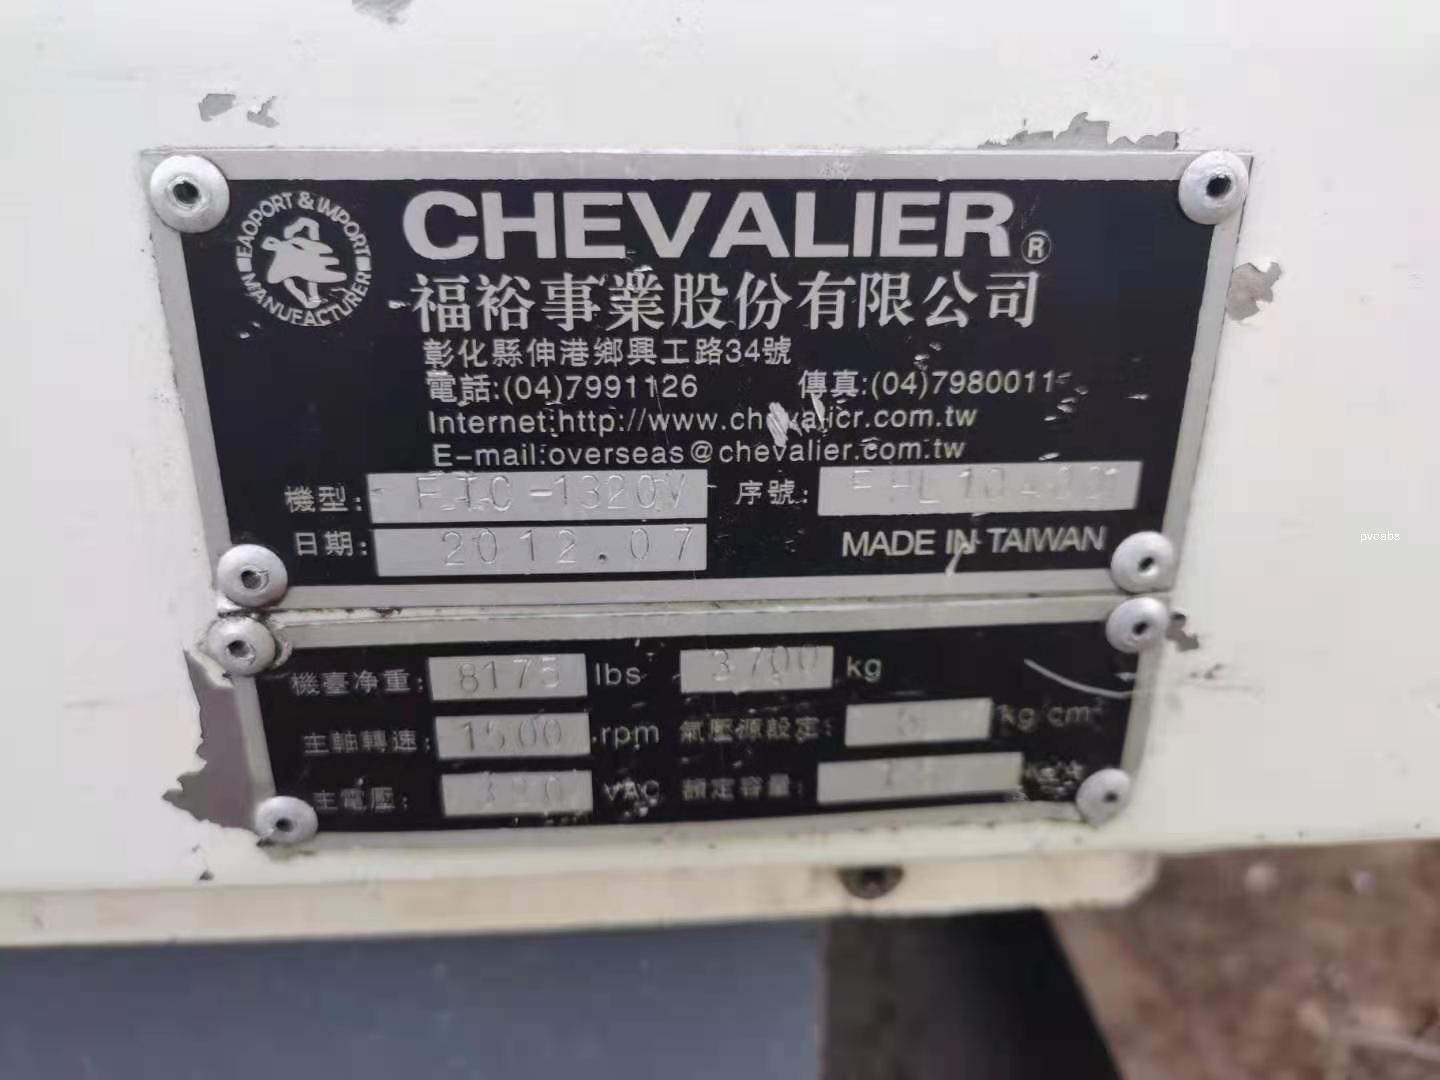 EAOPORT & IMPORT MANUFACTURER
CHEVALIER ®
福裕事業股份有限公司
彰化縣伸港鄉興工路34號
電話:(04)7991126 傳真:(04)7980011
Internet:http://www.chevalicr.com.tw
E-mail:overseas@chevalier.com.tw
機型: FTC-1320V 序號:
日期: 2012.07 MADE IN TAIWAN
機臺净重: 8175 lbs 3700 kg
主軸轉速: 1500 rpm 氣壓源設定: kg/cm²
主電壓: VAC 額定容量:
pvcabs